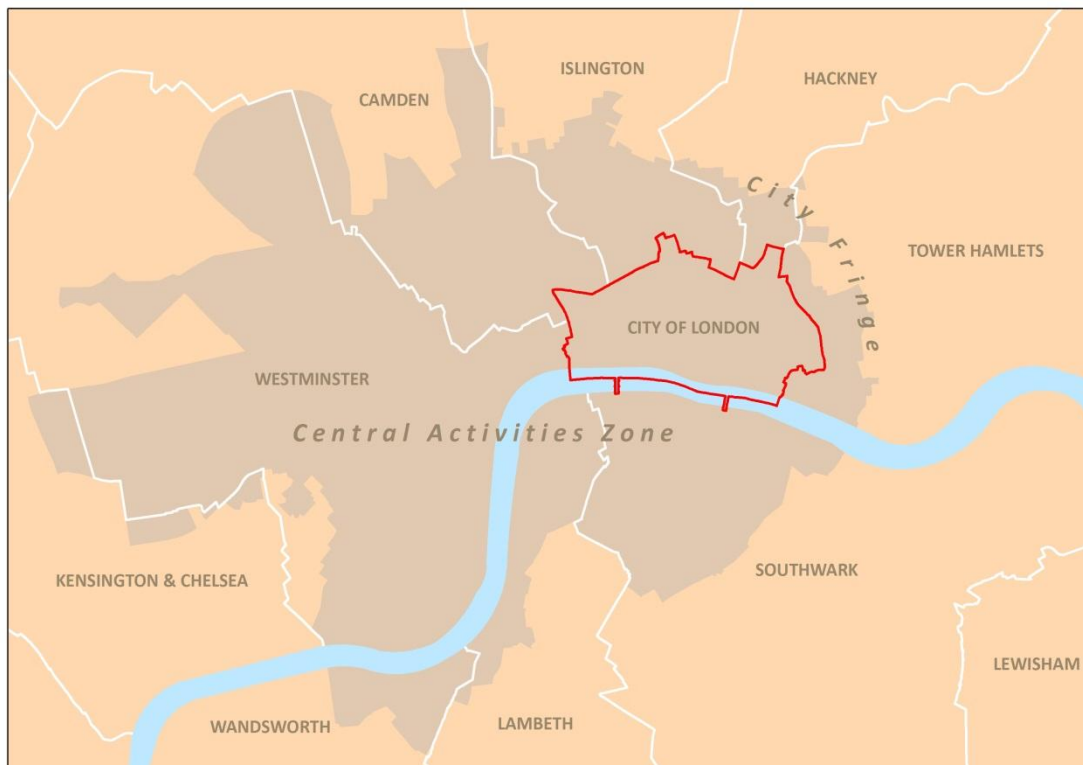 ISLINGTON
HACKNEY
CAMDEN
City Fringe
TOWER HAMLETS
CITY OF LONDON
WESTMINSTER
Central Activities Zone
KENSINGTON & CHELSEA
SOUTHWARK
LEWISHAM
WANDSWORTH
LAMBETH